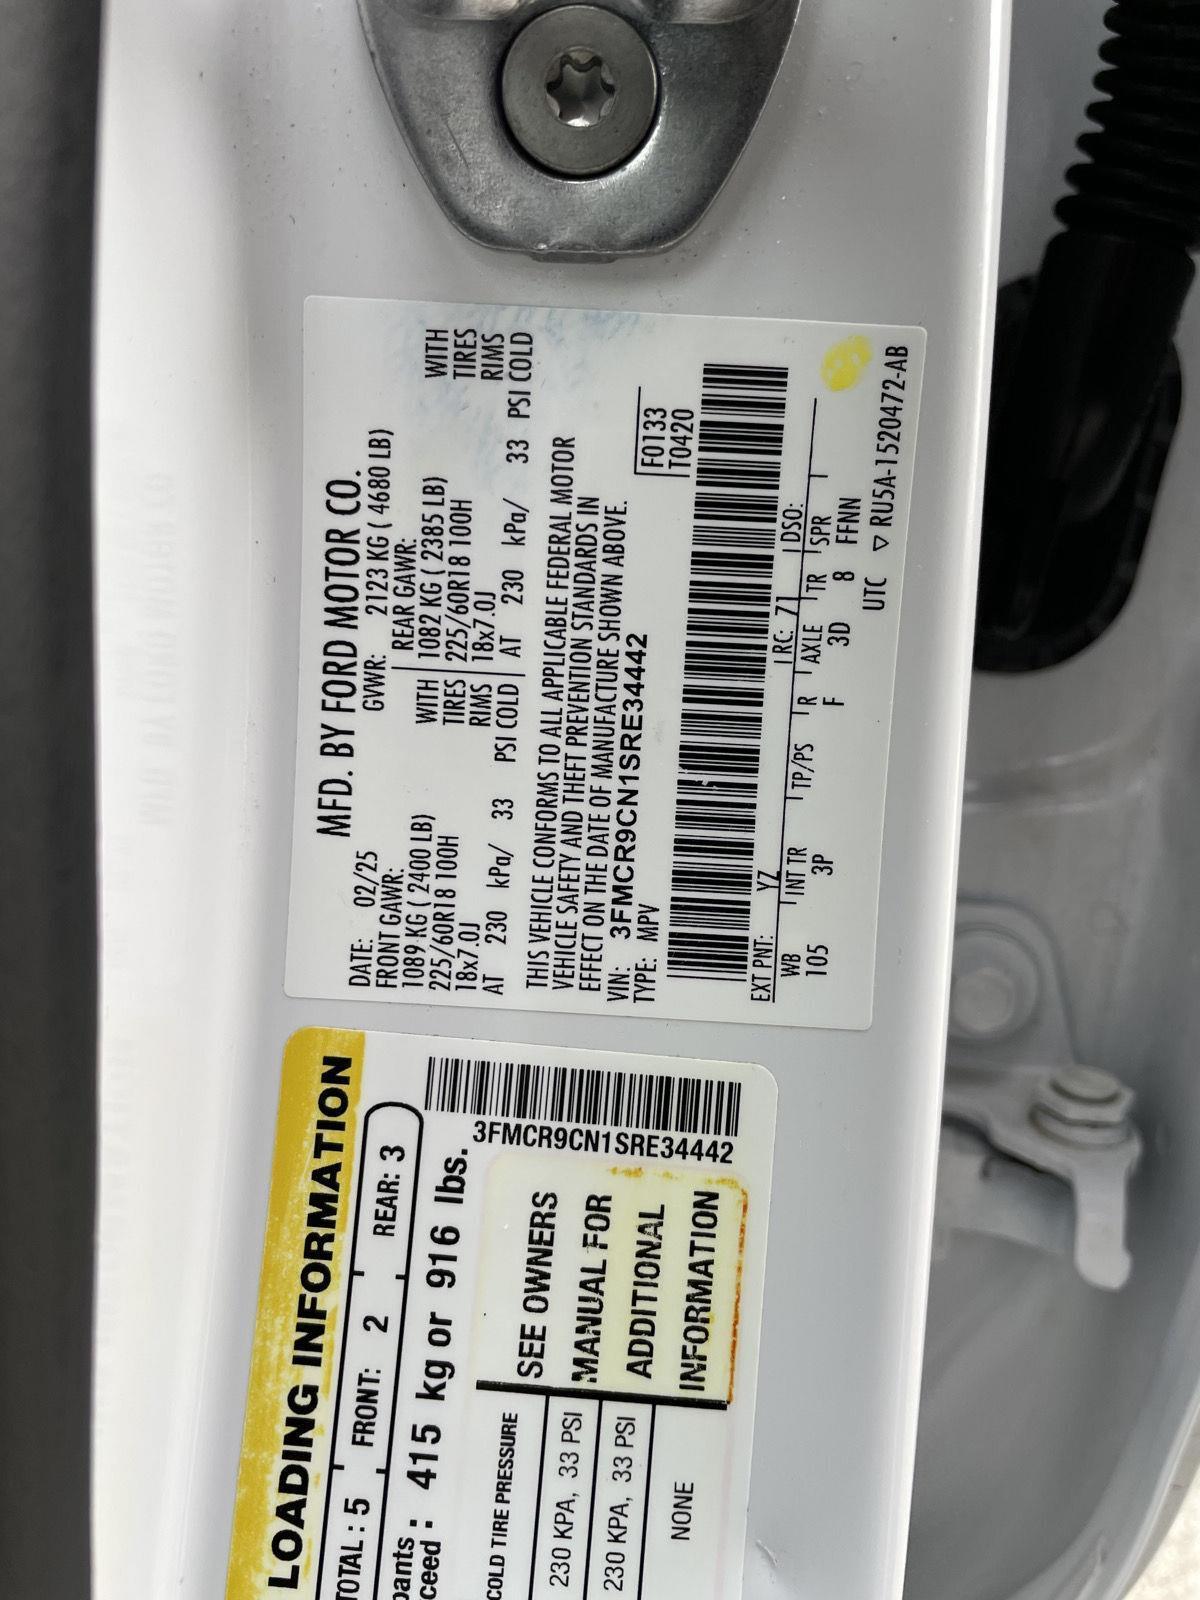 MFD. BY FORD MOTOR CO.
DATE: 02/25 GVWR: 2123 KG ( 4680 LB)
FRONT GAWR: REAR GAWR:
1089 KG ( 2400 LB) WITH 1082 KG ( 2385 LB) WITH
225/60R18 100H TIRES 225/60R18 100H TIRES
18x7.0J RIMS 18x7.0J RIMS
AT 230 kPa/ 33 PSI COLD AT 230 kPa/ 33 PSI COLD
THIS VEHICLE CONFORMS TO ALL APPLICABLE FEDERAL MOTOR
VEHICLE SAFETY AND THEFT PREVENTION STANDARDS IN
EFFECT ON THE DATE OF MANUFACTURE SHOWN ABOVE.
VIN: 3FMCR9CN1SRE34442
TYPE: MPV
F0133
T0420
EXT PNT: YZ RC: 71 DSO:
WB INT TR TP/PS R AXLE TR SPR
105 3P F 3D 8 FFNN
UTC ▽ RU5A-1520472-AB
LOADING INFORMATION
TOTAL : 5 FRONT: 2 REAR: 3
pants
ceed : 415 kg or 916 lbs.
3FMCR9CN1SRE34442
COLD TIRE PRESSURE
230 KPA, 33 PSI
230 KPA, 33 PSI
NONE
SEE OWNERS
MANUAL FOR
ADDITIONAL
INFORMATION